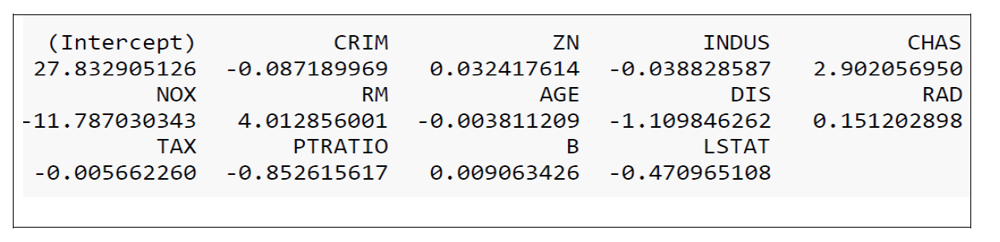 (Intercept) CRIM ZN INDUS CHAS
27.832905126 -0.087189969 0.032417614 -0.038828587 2.902056950
NOX RM AGE DIS RAD
-11.787030343 4.012856001 -0.003811209 -1.109846262 0.151202898
TAX PTRATIO B LSTAT
-0.005662260 -0.852615617 0.009063426 -0.470965108